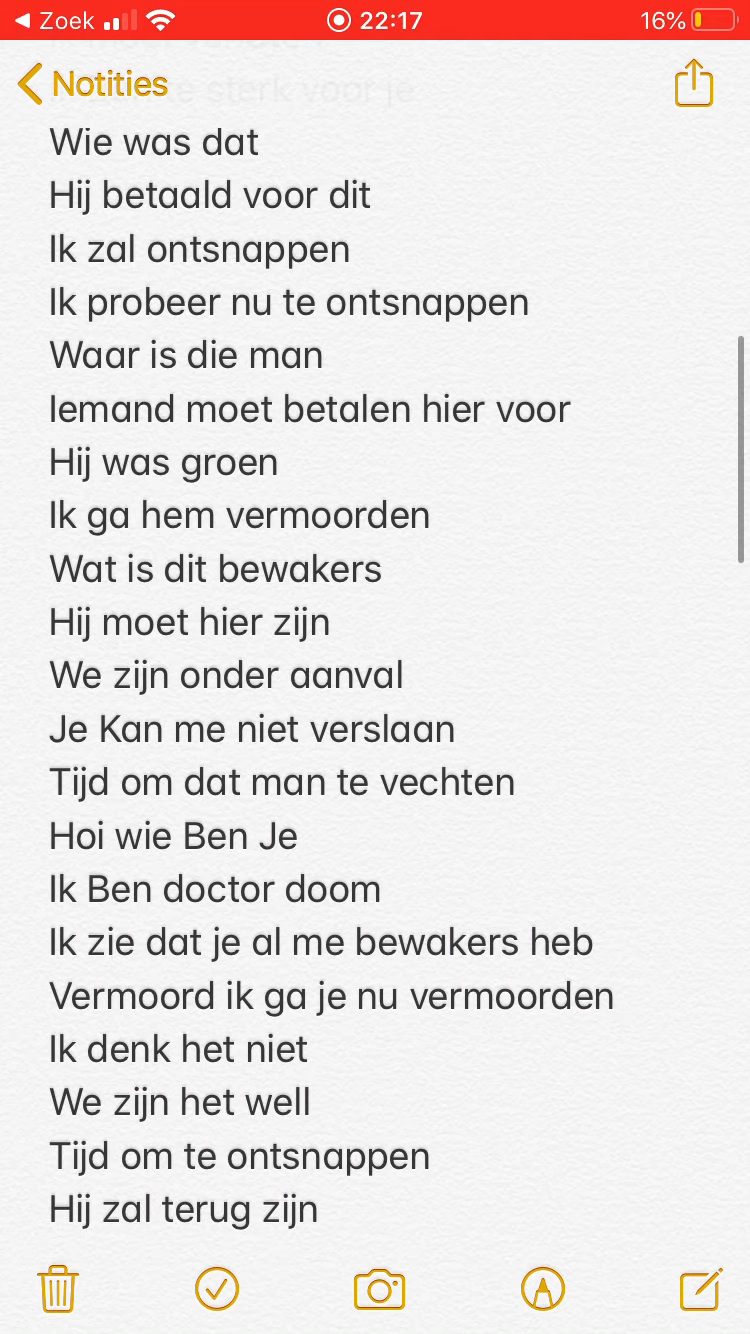 Zoek
22:17
16%
Notities
sterk voor je
Wie was dat
Hij betaald voor dit
Ik zal ontsnappen
Ik probeer nu te ontsnappen
Waar is die man
Iemand moet betalen hier voor
Hij was groen
Ik ga hem vermoorden
Wat is dit bewakers
Hij moet hier zijn
We zijn onder aanval
Je Kan me niet verslaan
Tijd om dat man te vechten
Hoi wie Ben Je
Ik Ben doctor doom
Ik zie dat je al me bewakers heb
Vermoord ik ga je nu vermoorden
Ik denk het niet
We zijn het well
Tijd om te ontsnappen
Hij zal terug zijn